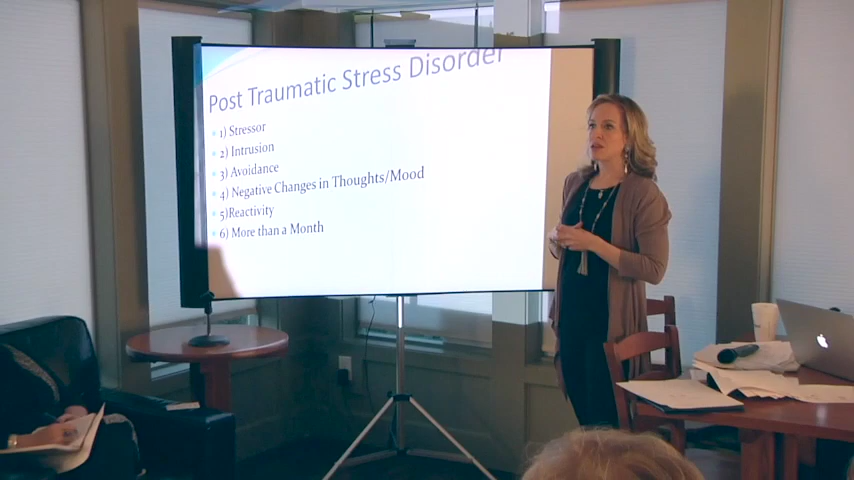 Post Traumatic Stress Disorder
1) Stressor
2) Intrusion
3) Avoidance
4) Negative Changes in Thoughts/Mood
5)Reactivity
6) More than a Month